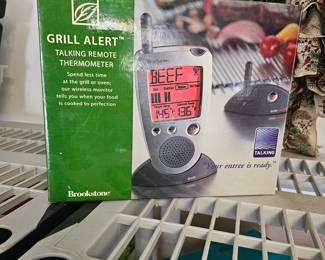 GRILL ALERT™
TALKING REMOTE
THERMOMETER
Spend less time
at the grill or oven;
our wireless monitor
tells you when your food
is cooked to perfection
BEEF
145° 136°
TALKING
"Your entree is ready."
Brookstone